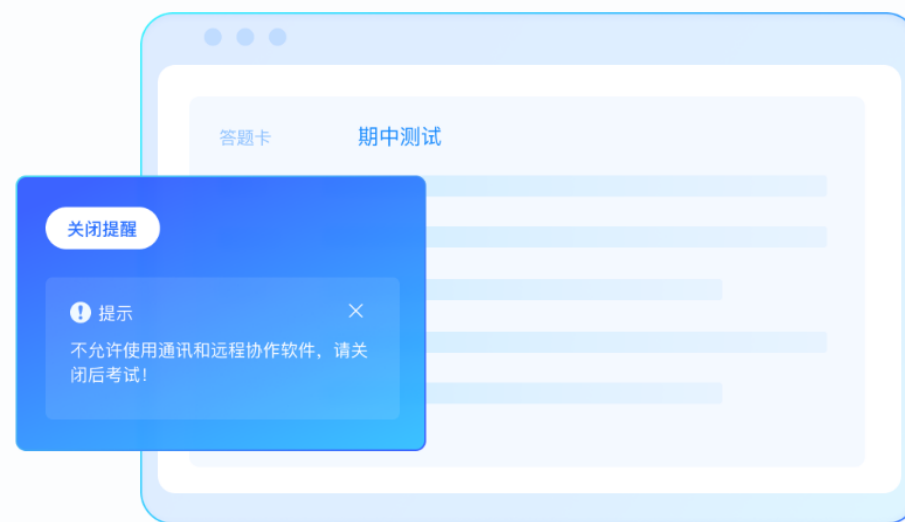 答题卡
期中测试
关闭提醒
提示
不允许使用通讯和远程协作软件，请关
闭后考试！